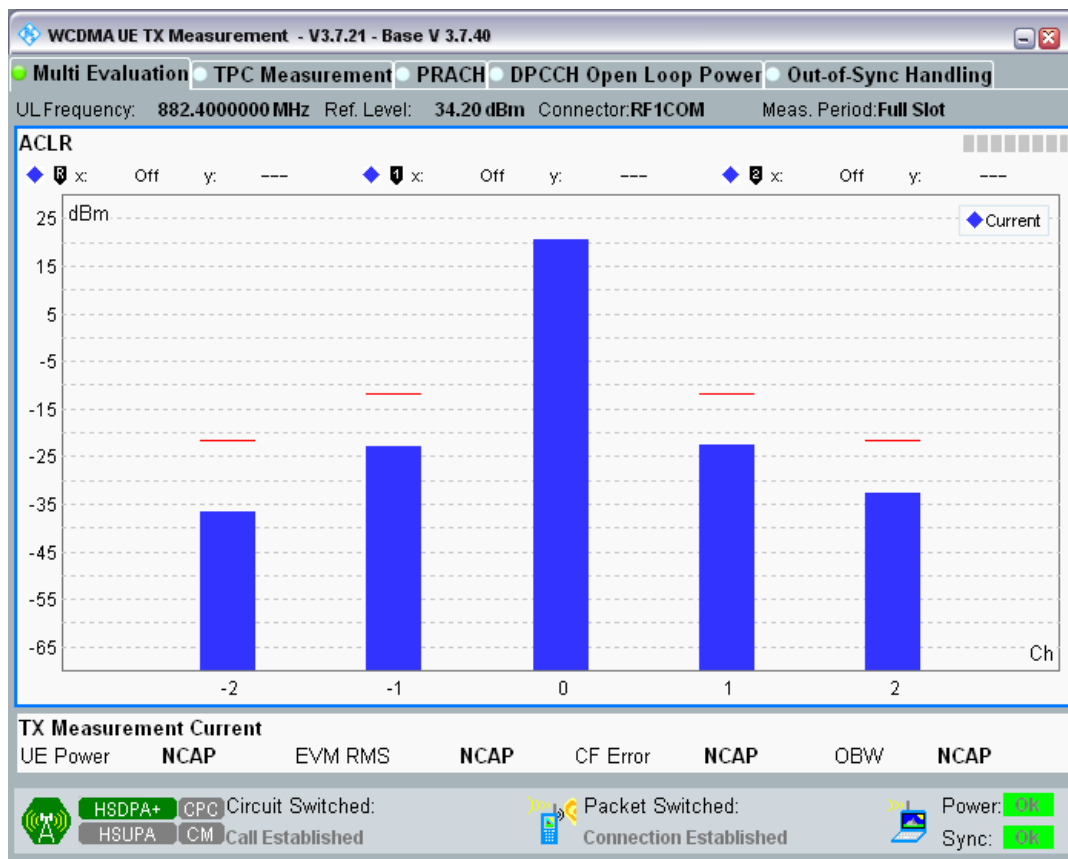 WCDMA UE TX Measurement - V3.7.21 - Base V 3.7.40
Multi Evaluation TPC Measurement PRACH DPCCH Open Loop Power Out-of-Sync Handling
UL Frequency: 882.4000000 MHz Ref. Level: 34.20 dBm Connector:RF1COM Meas. Period:Full Slot
ACLR
R x: Off y: --- 1 x: Off y: --- 2 x: Off y: ---
dBm
Current
25
15
5
-5
-15
-25
-35
-45
-55
-65
Ch
-2 -1 0 1 2
TX Measurement Current
UE Power NCAP EVM RMS NCAP CF Error NCAP OBW NCAP
HSDPA+ CPC Circuit Switched: Packet Switched: Power: OK
HSUPA CM Call Established Connection Established Sync: OK